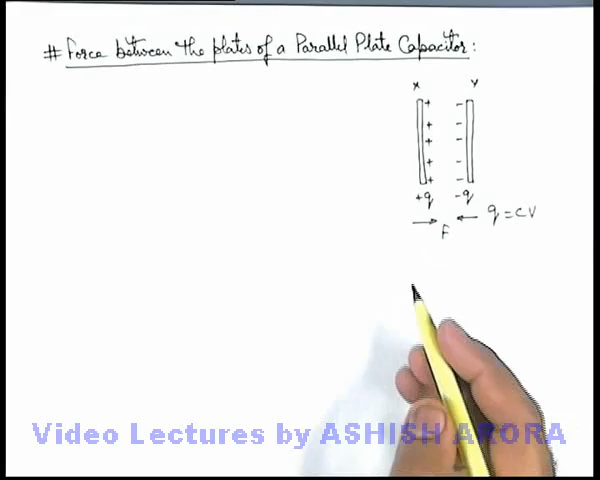 # Force between the plates of a Parallel Plate Capacitor:
X Y
+ -
+ -
+ -
+ -
+ -
+q -q
F q=CV
Video Lectures by ASHISH ARORA